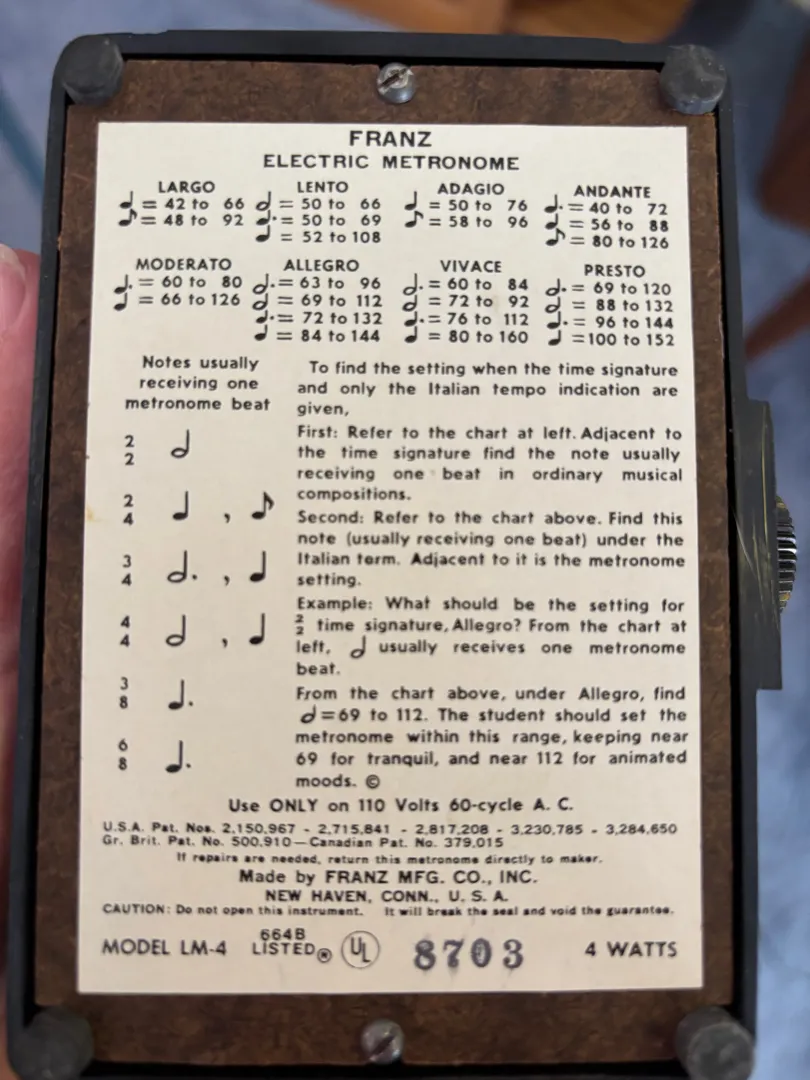 FRANZ
ELECTRIC METRONOME
LARGO
♩ = 42 to 66
♪ = 48 to 92
LENTO
𝅗𝅥 = 50 to 66
♩. = 50 to 69
♩ = 52 to 108
ADAGIO
♩ = 50 to 76
♪ = 58 to 96
ANDANTE
♩. = 40 to 72
♩ = 56 to 88
♪ = 80 to 126
MODERATO
♩. = 60 to 80
♩ = 66 to 126
ALLEGRO
𝅗𝅥. = 63 to 96
𝅗𝅥 = 69 to 112
♩. = 72 to 132
♩ = 84 to 144
VIVACE
𝅗𝅥. = 60 to 84
𝅗𝅥 = 72 to 92
♩. = 76 to 112
♩ = 80 to 160
PRESTO
𝅗𝅥. = 69 to 120
𝅗𝅥 = 88 to 132
♩. = 96 to 144
♩ =100 to 152
Notes usually
receiving one
metronome beat
2
2 𝅗𝅥
2
4 ♩ , ♪
3
4 𝅗𝅥. , ♩
4
4 𝅗𝅥 , ♩
3
8 ♩.
6
8 ♩.
To find the setting when the time signature
and only the Italian tempo indication are
given,
First: Refer to the chart at left. Adjacent to
the time signature find the note usually
receiving one beat in ordinary musical
compositions.
Second: Refer to the chart above. Find this
note (usually receiving one beat) under the
Italian term. Adjacent to it is the metronome
setting.
Example: What should be the setting for
2/2 time signature, Allegro? From the chart at
left, 𝅗𝅥 usually receives one metronome
beat.
From the chart above, under Allegro, find
𝅗𝅥 =69 to 112. The student should set the
metronome within this range, keeping near
69 for tranquil, and near 112 for animated
moods. ©
Use ONLY on 110 Volts 60-cycle A. C.
U.S.A. Pat. Nos. 2,150,967 - 2,715,841 - 2,817,208 - 3,230,785 - 3,284,650
Gr. Brit. Pat. No. 500,910—Canadian Pat. No. 379,015
If repairs are needed, return this metronome directly to maker.
Made by FRANZ MFG. CO., INC.
NEW HAVEN, CONN., U. S. A.
CAUTION: Do not open this instrument. It will break the seal and void the guarantee.
MODEL LM-4 664B LISTED® UL 8703 4 WATTS